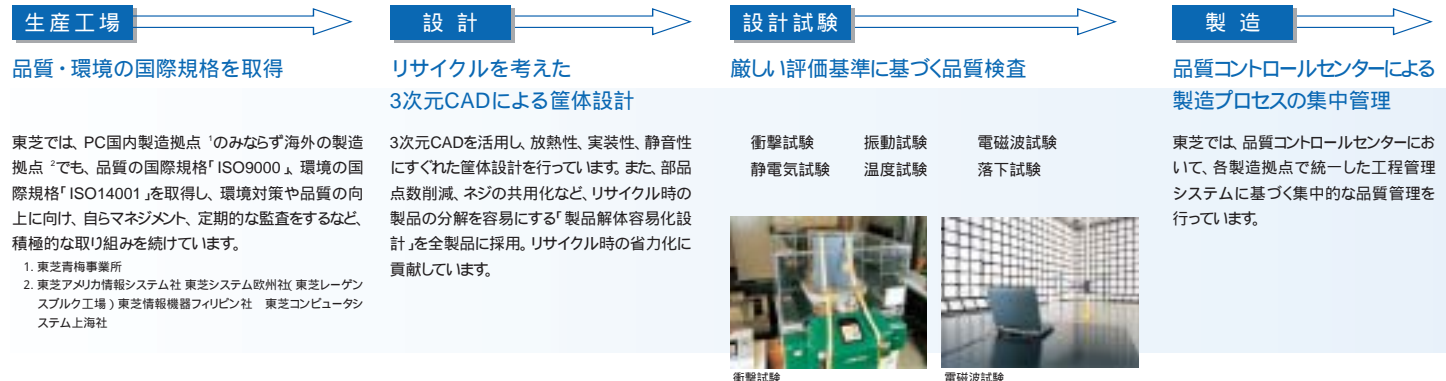 生産工場
品質・環境の国際規格を取得
東芝では、PC国内製造拠点 1のみならず海外の製造
拠点 2でも、品質の国際規格「ISO9000」、環境の国
際規格「ISO14001」を取得し、環境対策や品質の向
上に向け、自らマネジメント、定期的な監査をするなど、
積極的な取り組みを続けています。
1. 東芝青梅事業所
2. 東芝アメリカ情報システム社 東芝システム欧州社(東芝レーゲン
スブルク工場)東芝情報機器フィリピン社 東芝コンピュータシ
ステム上海社
設計
リサイクルを考えた
3次元CADによる筐体設計
3次元CADを活用し、放熱性、実装性、静音性
にすぐれた筐体設計を行っています。また、部品
点数削減、ネジの共用化など、リサイクル時の
製品の分解を容易にする「製品解体容易化設
計」を全製品に採用。リサイクル時の省力化に
貢献しています。
設計試験
厳しい評価基準に基づく品質検査
衝撃試験 振動試験 電磁波試験
静電気試験 温度試験 落下試験
衝撃試験
電磁波試験
製造
品質コントロールセンターによる
製造プロセスの集中管理
東芝では、品質コントロールセンターにお
いて、各製造拠点で統一した工程管理
システムに基づく集中的な品質管理を
行っています。